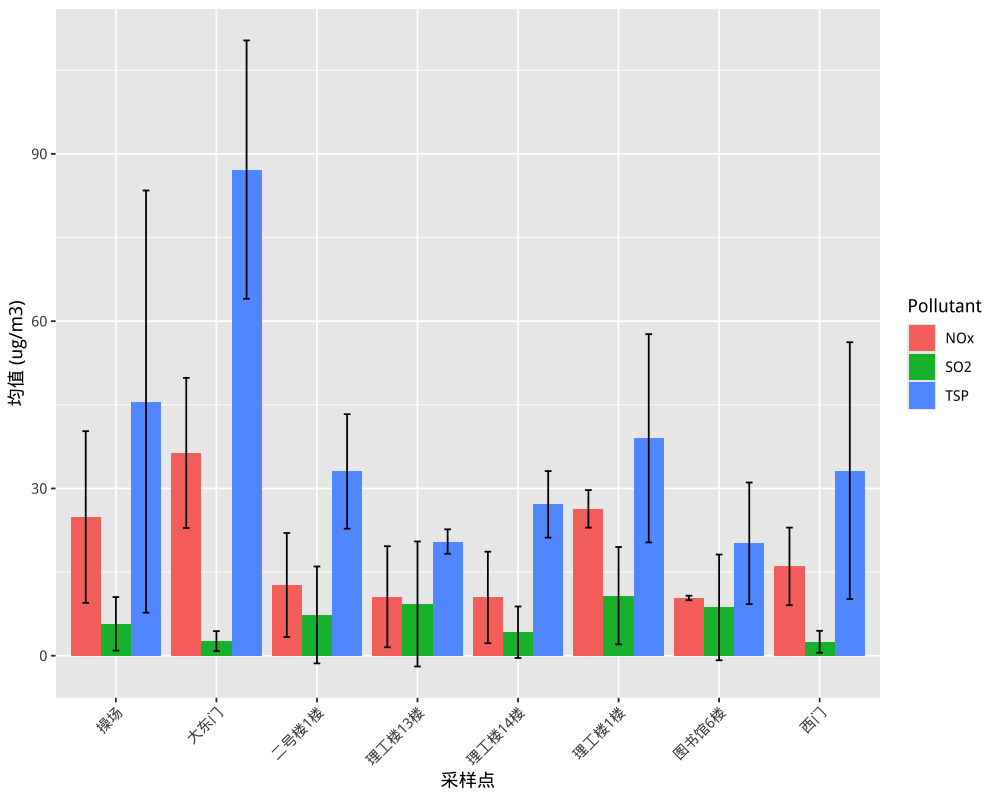 均值 (ug/m3)
90
60
30
0
操场
大东门
二号楼1楼
理工楼13楼
理工楼14楼
理工楼1楼
图书馆6楼
西门
采样点
Pollutant
NOx
SO2
TSP